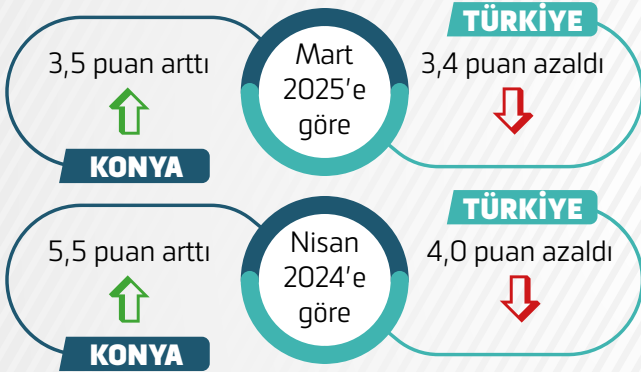 TÜRKİYE
3,5 puan arttı
Mart
2025'e
göre
3,4 puan azaldı
KONYA
TÜRKİYE
5,5 puan arttı
Nisan
2024'e
göre
4,0 puan azaldı
KONYA